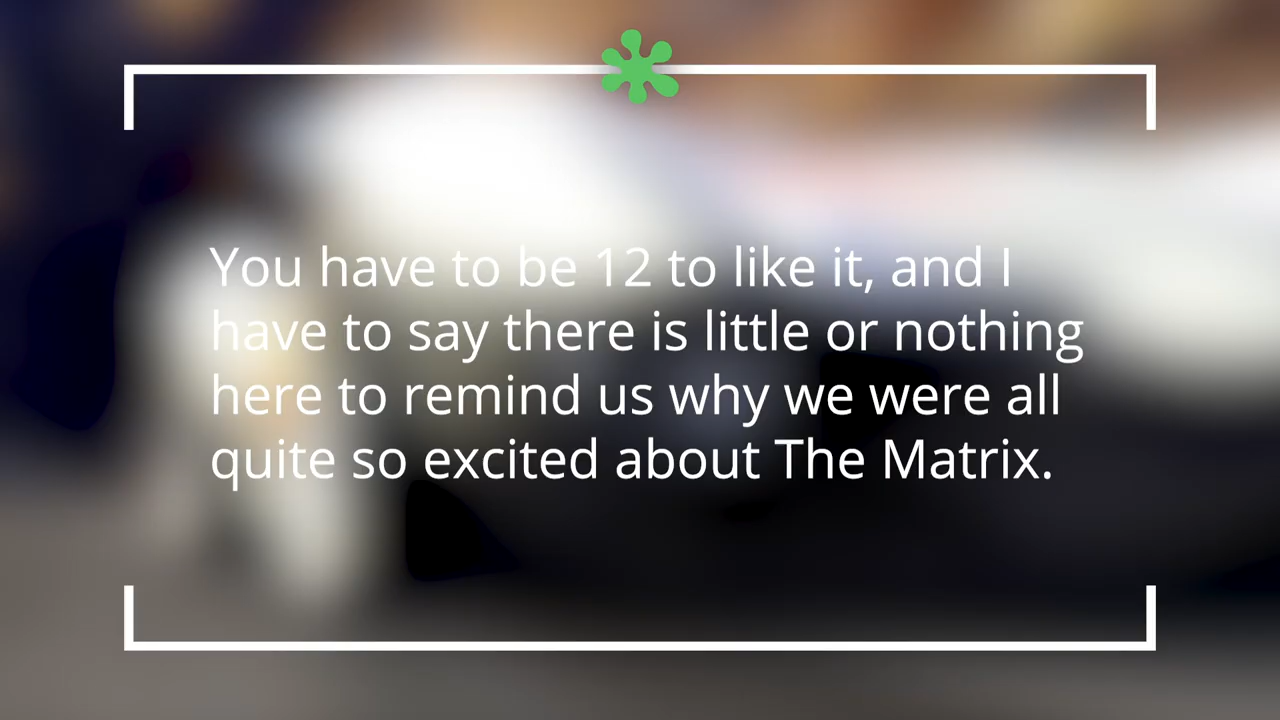 You have to be 12 to like it, and I
have to say there is little or nothing
here to remind us why we were all
quite so excited about The Matrix.